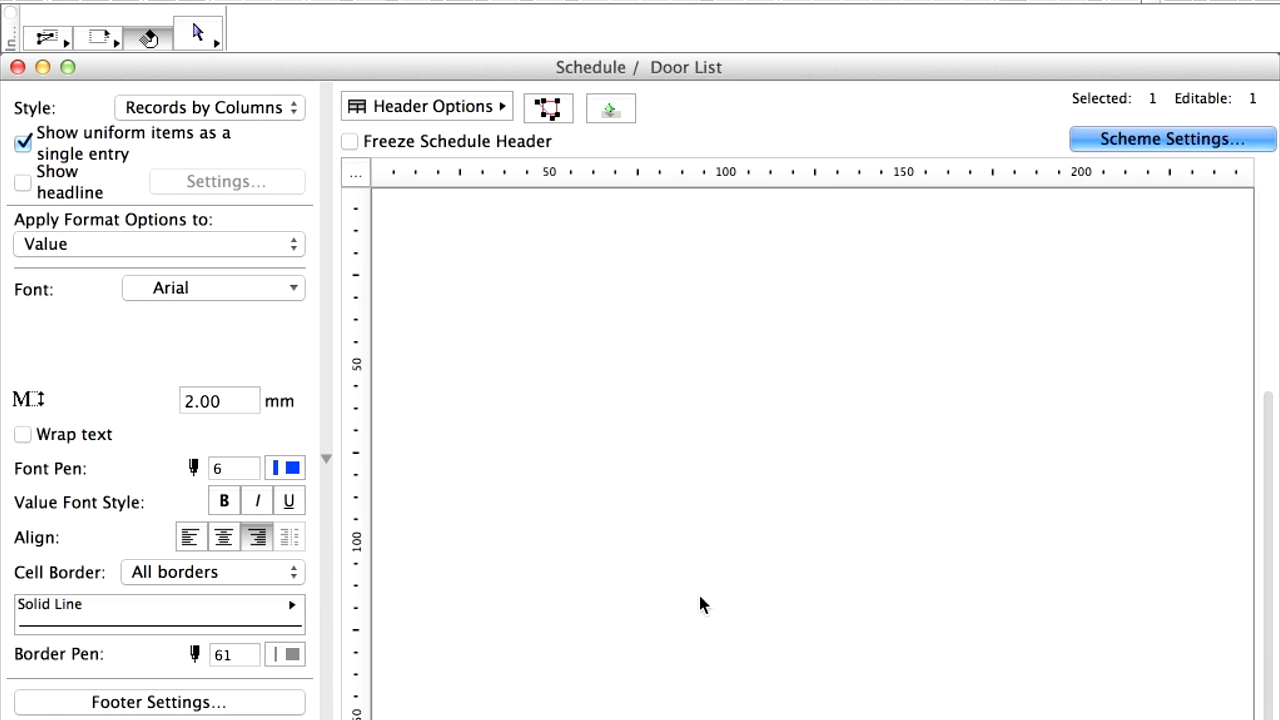 Schedule / Door List
Style:
Records by Columns
Show uniform items as a
single entry
Show
headline
Settings...
Apply Format Options to:
Value
Font:
Arial
2.00
mm
Wrap text
Font Pen:
6
Value Font Style:
B I U
Align:
Cell Border:
All borders
Solid Line
Border Pen:
61
Footer Settings...
Header Options
Selected: 1 Editable: 1
Freeze Schedule Header
Scheme Settings...
...
50 100 150 200
50
100